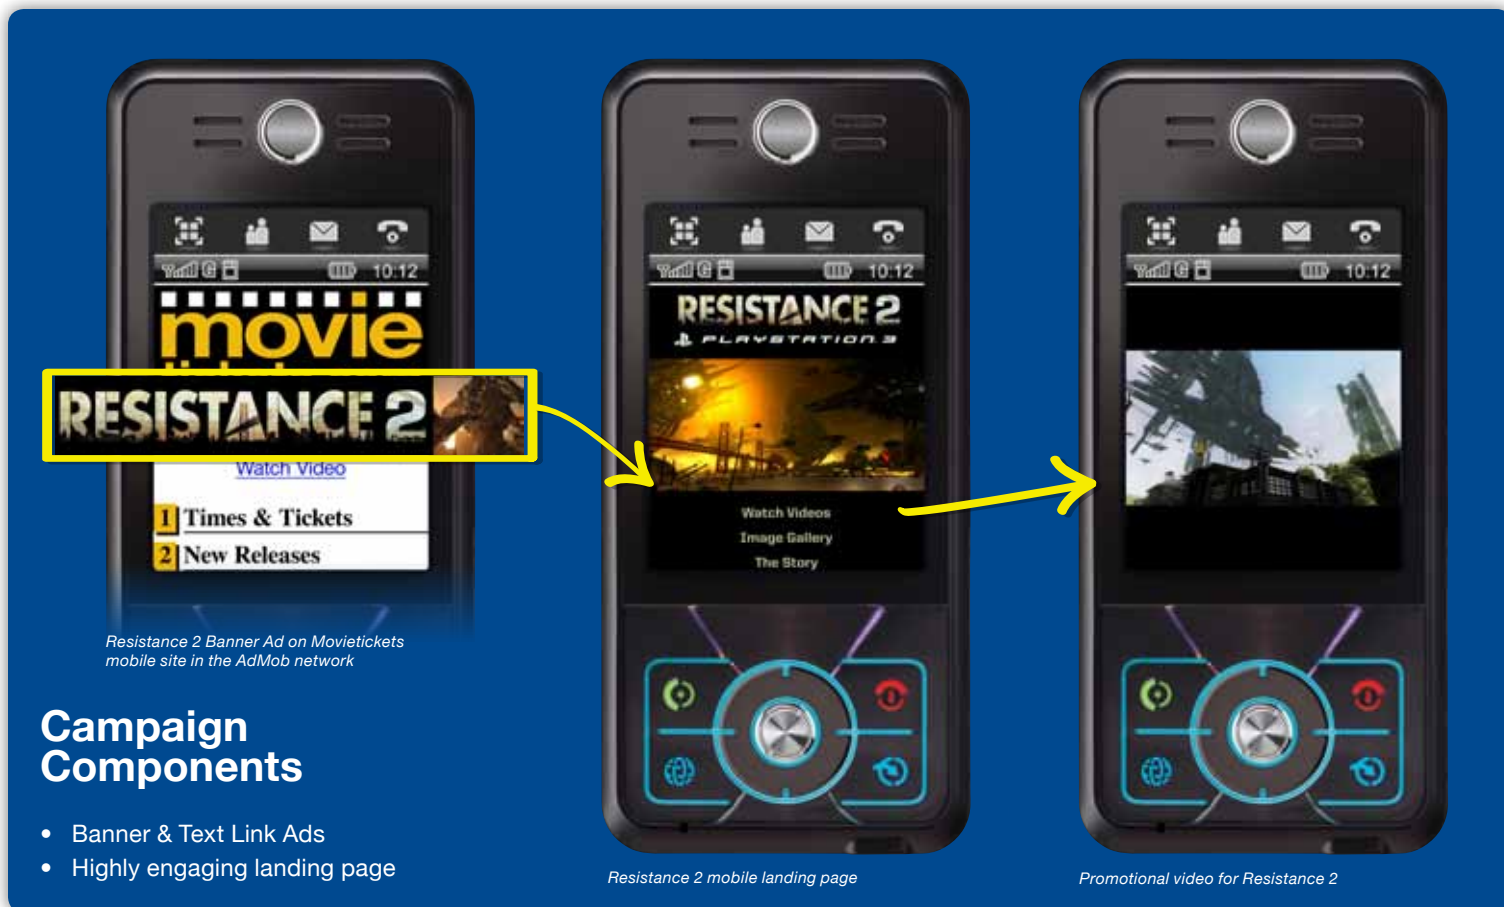 10:12
movie
RESISTANCE 2
Watch Video
1 Times & Tickets
2 New Releases
Resistance 2 Banner Ad on Movietickets
mobile site in the AdMob network
Campaign
Components
• Banner & Text Link Ads
• Highly engaging landing page
10:12
RESISTANCE 2
PLAYSTATION 3
Watch Videos
Image Gallery
The Story
Resistance 2 mobile landing page
10:12
Promotional video for Resistance 2